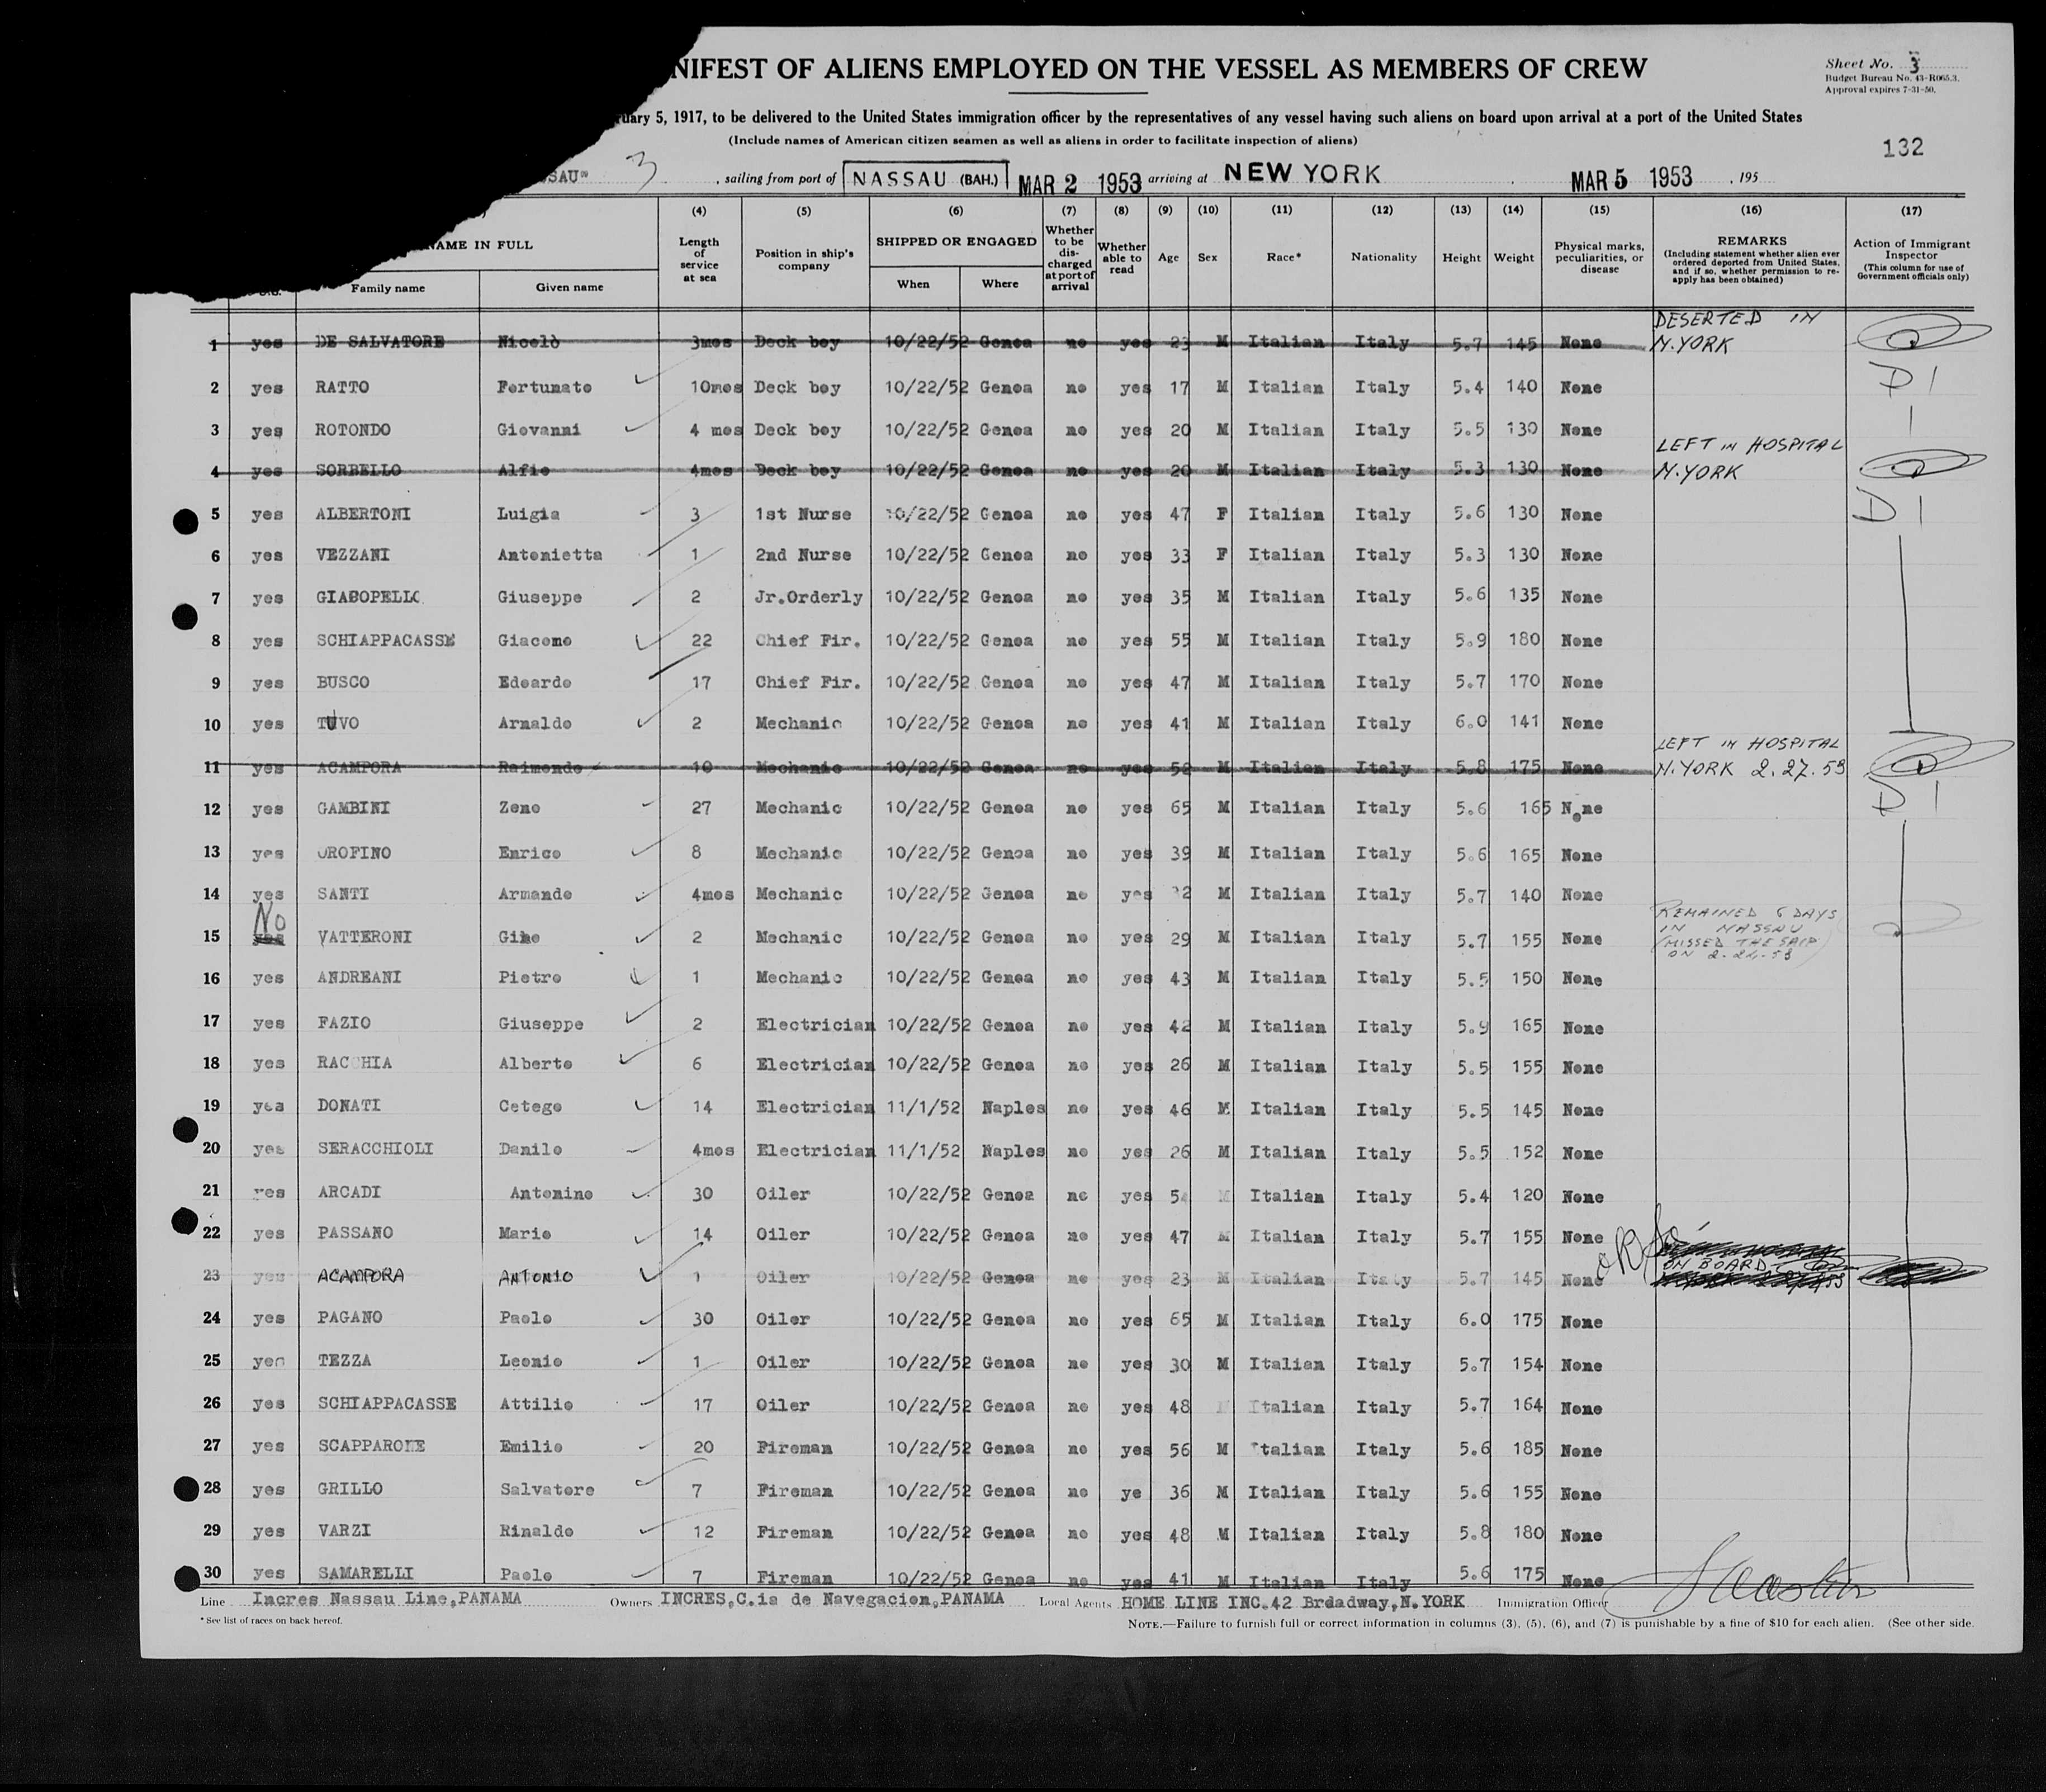 NIFEST OF ALIENS EMPLOYED ON THE VESSEL AS MEMBERS OF CREW
Sheet No. 3
Budget Bureau No. 43-R065.3.
Approval expires 7-31-50.
uary 5, 1917, to be delivered to the United States immigration officer by the representatives of any vessel having such aliens on board upon arrival at a port of the United States
(Include names of American citizen seamen as well as aliens in order to facilitate inspection of aliens)
132
SAU" 3 , sailing from port of NASSAU (BAH.) MAR 2 1953 arriving at NEW YORK , MAR 5 1953 , 195
(4) (5) (6) (7) (8) (9) (10) (11) (12) (13) (14) (15) (16) (17)
NAME IN FULL Length of service at sea Position in ship's company SHIPPED OR ENGAGED Whether to be discharged at port of arrival Whether able to read Age Sex Race* Nationality Height Weight Physical marks, peculiarities, or disease REMARKS (Including statement whether alien ever ordered deported from United States, and if so, whether permission to re-apply has been obtained) Action of Immigrant Inspector (This column for use of Government officials only)
Family name Given name When Where
1 yes DE SALVATORE Nicolò 3mos Deck boy 10/22/52 Genoa no yes 23 M Italian Italy 5.7 145 None DESERTED IN N.YORK
2 yes RATTO Fortunato 10mos Deck boy 10/22/52 Genoa no yes 17 M Italian Italy 5.4 140 None D 1
3 yes ROTONDO Giovanni 4 mos Deck boy 10/22/52 Genoa no yes 20 M Italian Italy 5.5 130 None
4 yes SORBELLO Alfio 4mos Deck boy 10/22/52 Genoa no yes 20 M Italian Italy 5.3 130 None LEFT IN HOSPITAL N.YORK
5 yes ALBERTONI Luigia 3 1st Nurse 10/22/52 Genoa no yes 47 F Italian Italy 5.6 130 None D 1
6 yes VEZZANI Antonietta 1 2nd Nurse 10/22/52 Genoa no yes 33 F Italian Italy 5.3 130 None
7 yes GIACOPELLO Giuseppe 2 Jr.Orderly 10/22/52 Genoa no yes 35 M Italian Italy 5.6 135 None
8 yes SCHIAPPACASSE Giacomo 22 Chief Fir. 10/22/52 Genoa no yes 55 M Italian Italy 5.9 180 None
9 yes BUSCO Edoardo 17 Chief Fir. 10/22/52 Genoa no yes 47 M Italian Italy 5.7 170 None
10 yes TUVO Arnaldo 2 Mechanic 10/22/52 Genoa no yes 41 M Italian Italy 6.0 141 None
11 yes ACAMPORA Raimondo 10 Mechanic 10/22/52 Genoa no yes 52 M Italian Italy 5.8 175 None LEFT IN HOSPITAL N.YORK 2.27.53
12 yes GAMBINI Zeno 27 Mechanic 10/22/52 Genoa no yes 65 M Italian Italy 5.6 165 None D 1
13 yes OROFINO Enrico 8 Mechanic 10/22/52 Genoa no yes 39 M Italian Italy 5.6 165 None
14 yes SANTI Armando 4mos Mechanic 10/22/52 Genoa no yes M Italian Italy 5.7 140 None
15 No yes VATTERONI Gino 2 Mechanic 10/22/52 Genoa no yes 29 M Italian Italy 5.7 155 None REMAINED 6 DAYS IN NASSAU (MISSED THE SHIP ON 2.24.53)
16 yes ANDREANI Pietro 1 Mechanic 10/22/52 Genoa no yes 43 M Italian Italy 5.5 150 None
17 yes FAZIO Giuseppe 2 Electrician 10/22/52 Genoa no yes 42 M Italian Italy 5.9 165 None
18 yes RACCHIA Alberto 6 Electrician 10/22/52 Genoa no yes 26 M Italian Italy 5.5 155 None
19 yes DONATI Cetego 14 Electrician 11/1/52 Naples no yes 46 M Italian Italy 5.5 145 None
20 yes SERACCHIOLI Danilo 4mos Electrician 11/1/52 Naples no yes 26 M Italian Italy 5.5 152 None
21 yes ARCADI Antonino 30 Oiler 10/22/52 Genoa no yes 54 M Italian Italy 5.4 120 None
22 yes PASSANO Mario 14 Oiler 10/22/52 Genoa no yes 47 M Italian Italy 5.7 155 None
23 yes ACAMPORA ANTONIO 1 Oiler 10/22/52 Genoa no yes 23 M Italian Italy 5.7 145 None ON BOARD
24 yes PAGANO Paolo 30 Oiler 10/22/52 Genoa no yes 65 M Italian Italy 6.0 175 None
25 yes TEZZA Leonio 1 Oiler 10/22/52 Genoa no yes 30 M Italian Italy 5.7 154 None
26 yes SCHIAPPACASSE Attilio 17 Oiler 10/22/52 Genoa no yes 48 Italian Italy 5.7 164 None
27 yes SCAPPARONE Emilio 20 Fireman 10/22/52 Genoa no yes 56 M Italian Italy 5.6 185 None
28 yes GRILLO Salvatore 7 Fireman 10/22/52 Genoa no ye 36 M Italian Italy 5.6 155 None
29 yes VARZI Rinaldo 12 Fireman 10/22/52 Genoa no yes 48 M Italian Italy 5.8 180 None
30 yes SAMARELLI Paolo 7 Fireman 10/22/52 Genoa no yes 41 M Italian Italy 5.6 175 None
Line Incres Nassau Line,PANAMA Owners INCRES,C.ia de Navegacion,PANAMA Local Agents HOME LINE INC.42 Brdadway,N.YORK Immigration Officer
* See list of races on back hereof.
NOTE.—Failure to furnish full or correct information in columns (3), (5), (6), and (7) is punishable by a fine of $10 for each alien. (See other side.